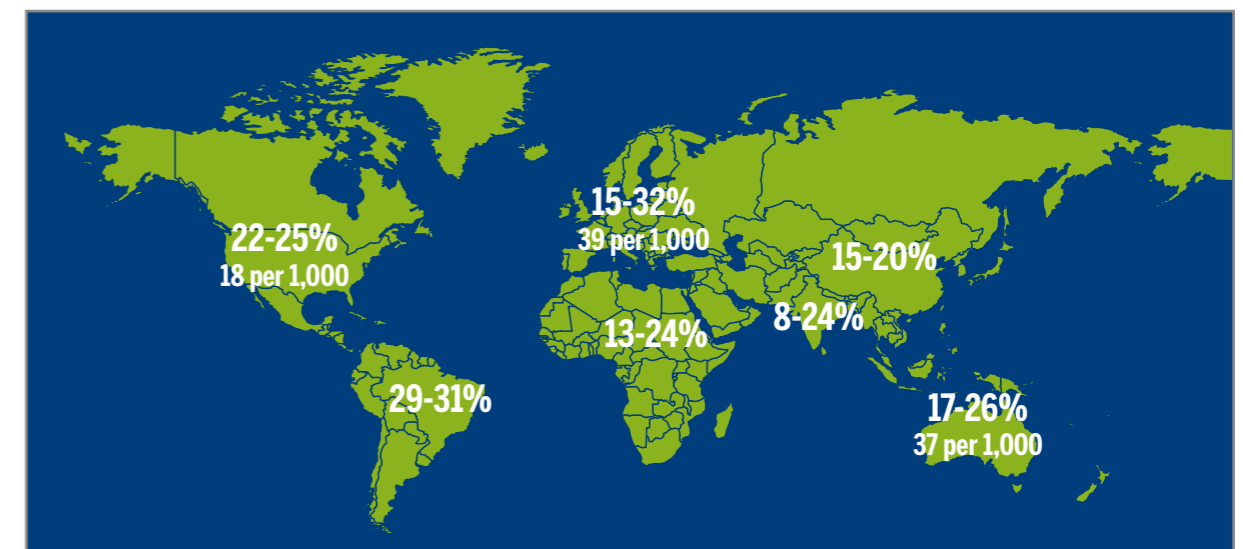 15-32%
39 per 1,000
22-25%
18 per 1,000
15-20%
8-24%
13-24%
29-31%
17-26%
37 per 1,000